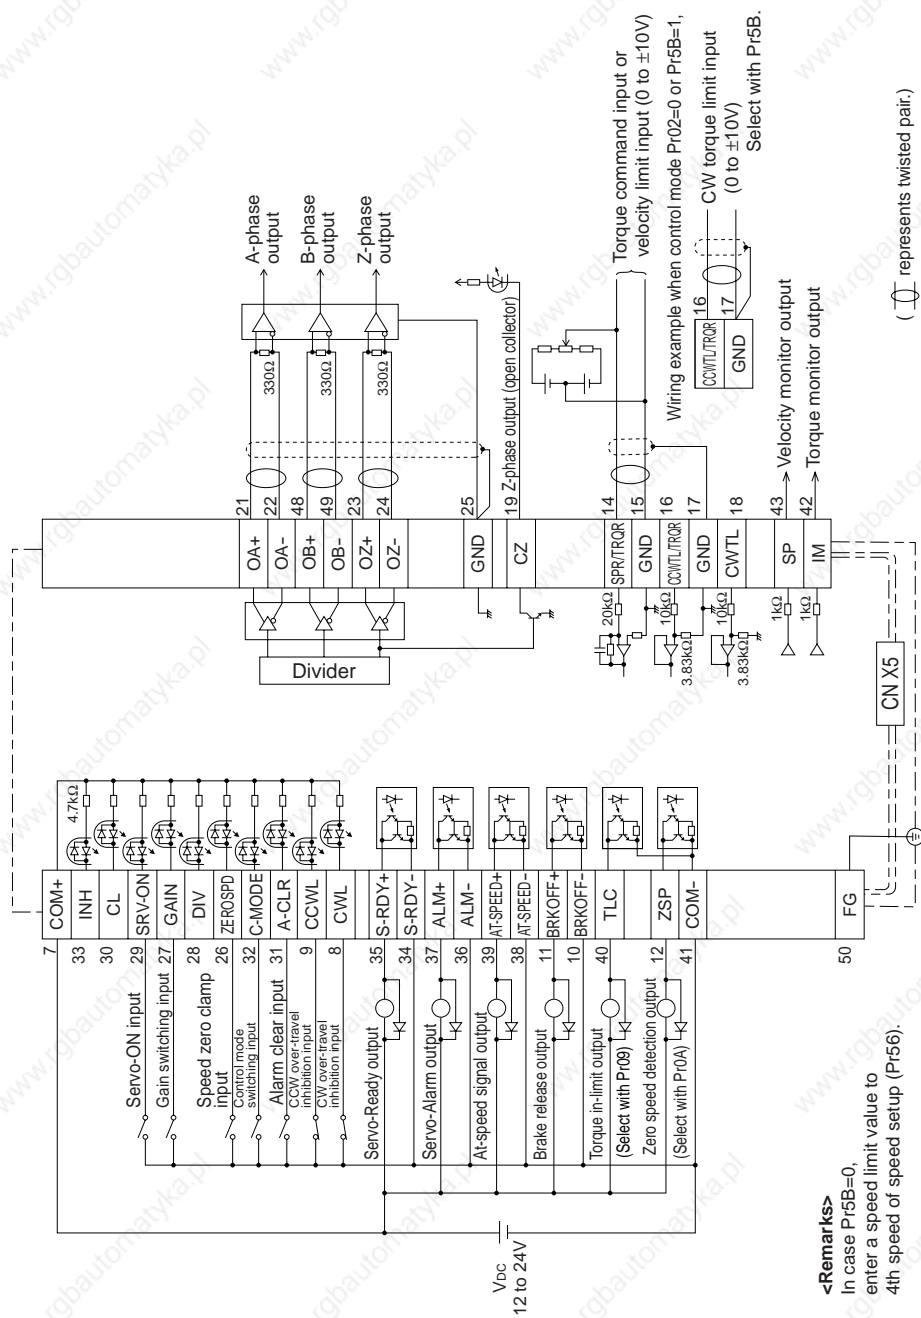 COM+
INH
CL
SRV-ON
GAIN
DIV
ZEROSPD
C-MODE
A-CLR
CCWL
CWL
S-RDY+
S-RDY−
ALM+
ALM−
AT-SPEED+
AT-SPEED−
BRKOFF+
BRKOFF−
TLC
ZSP
COM−
FG
7
33
30
29
27
28
26
32
31
9
8
35
34
37
36
39
38
11
10
40
12
41
50
4.7kΩ
Servo-ON input
Gain switching input
Speed zero clamp
input
Control mode
switching input
Alarm clear input
CCW over-travel
inhibition input
CW over-travel
inhibition input
Servo-Ready output
Servo-Alarm output
At-speed signal output
Brake release output
Torque in-limit output
(Select with Pr09)
Zero speed detection output
(Select with Pr0A)
VDC
12 to 24V
<Remarks>
In case Pr5B=0,
enter a speed limit value to
4th speed of speed setup (Pr56).
CN X5
Divider
OA+
OA−
OB+
OB−
OZ+
OZ−
GND
CZ
SPR/TRQR
GND
CCWTL/TRQR
GND
CWTL
SP
IM
21
22
48
49
23
24
25
19
14
15
16
17
18
43
42
330Ω
330Ω
330Ω
A-phase
output
B-phase
output
Z-phase
output
Z-phase output (open collector)
20kΩ
10kΩ
3.83kΩ
10kΩ
3.83kΩ
1kΩ
1kΩ
Torque command input or
velocity limit input (0 to ±10V)
Wiring example when control mode Pr02=0 or Pr5B=1,
CCWTL/TRQR
GND
16
17
CW torque limit input
(0 to ±10V)
Select with Pr5B.
Velocity monitor output
Torque monitor output
( represents twisted pair.)
www.rgbautomatyka.pl